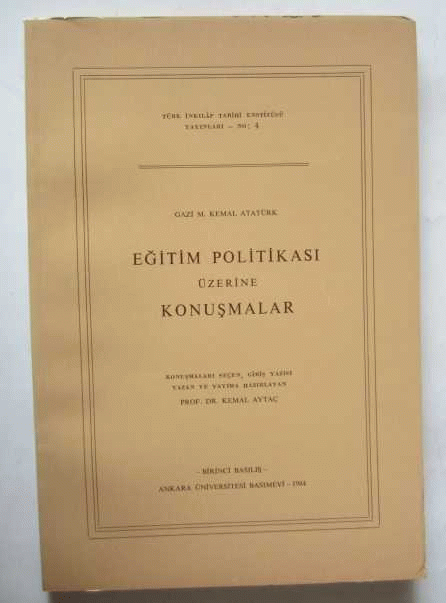 TÜRK İNKILÂP TARİHİ ENSTİTÜSÜ
YAYINLARI – No: 4
GAZİ M. KEMAL ATATÜRK
EĞİTİM POLİTİKASI
ÜZERİNE
KONUŞMALAR
KONUŞMALARI SEÇEN, GİRİŞ YAZISI
YAZAN VE YAYIMA HAZIRLAYAN
PROF. DR. KEMAL AYTAÇ
– BİRİNCİ BASILIŞ –
ANKARA ÜNİVERSİTESİ BASIMEVİ – 1984